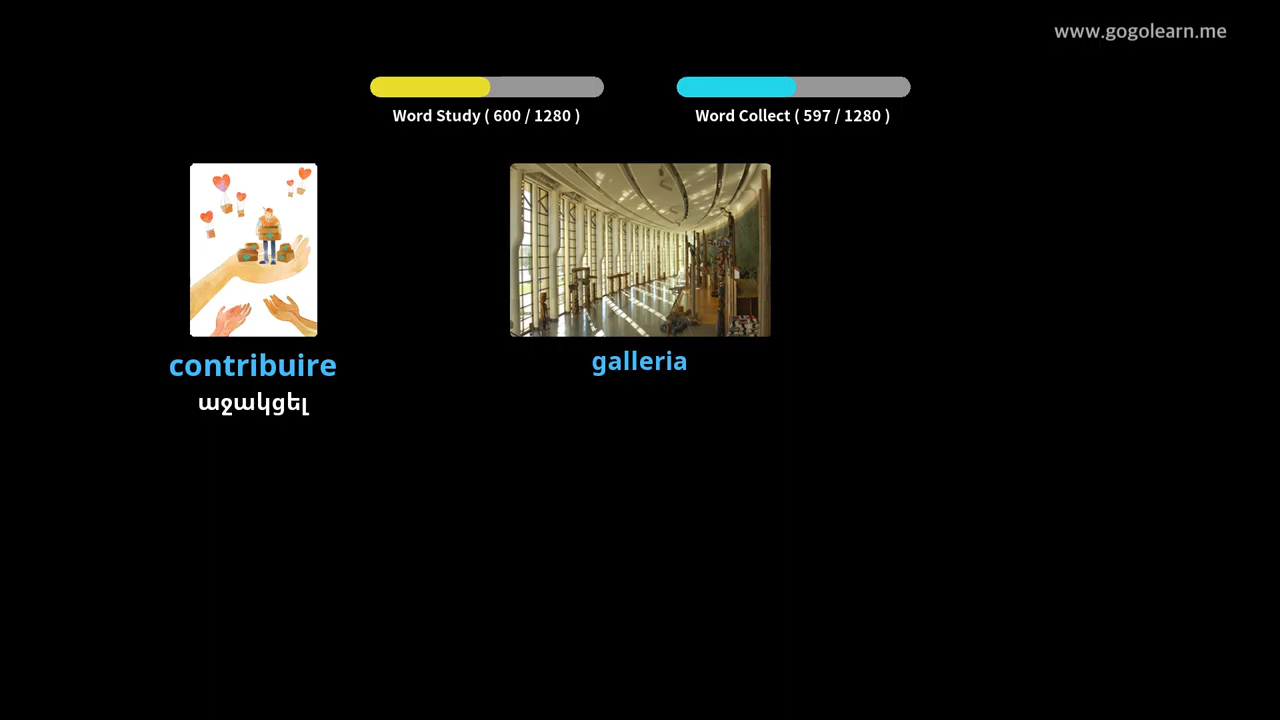 www.gogolearn.me
Word Study ( 600 / 1280 )
Word Collect ( 597 / 1280 )
contribuire
աջակցել
galleria